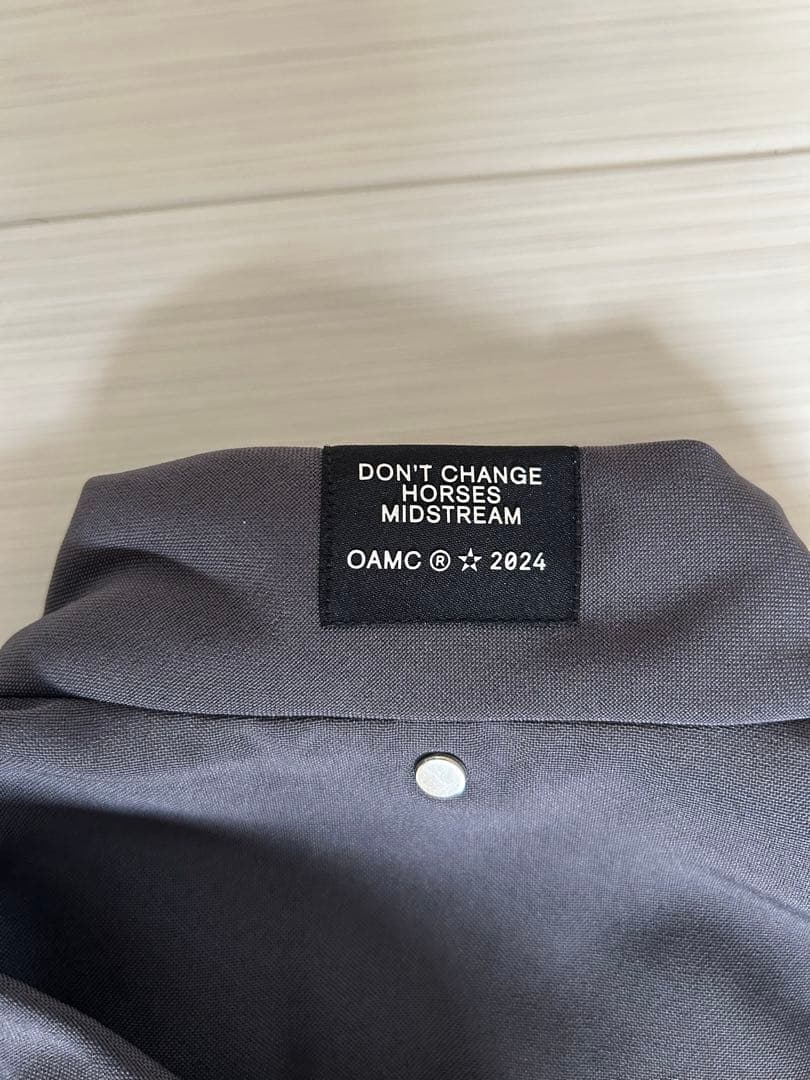 DON'T CHANGE
HORSES
MIDSTREAM
OAMC ® ☆ 2024